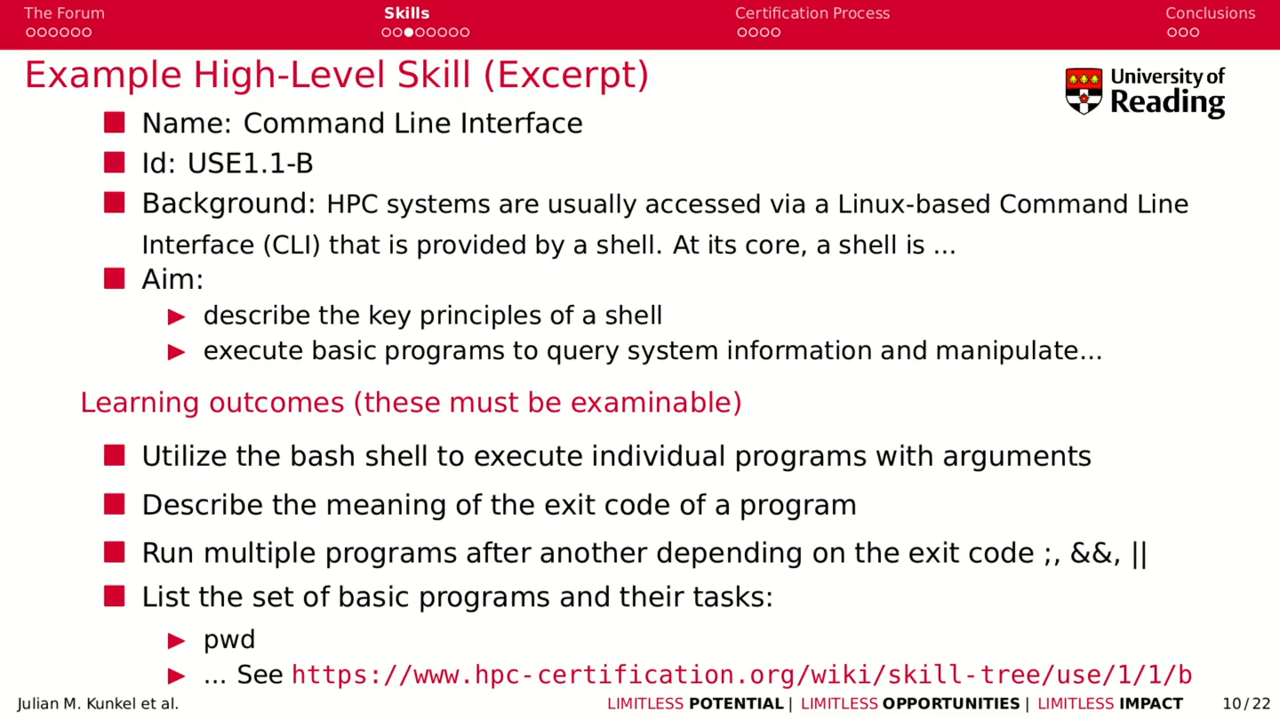 The Forum Skills Certification Process Conclusions
Example High-Level Skill (Excerpt)
University of
Reading
Name: Command Line Interface
Id: USE1.1-B
Background: HPC systems are usually accessed via a Linux-based Command Line
Interface (CLI) that is provided by a shell. At its core, a shell is ...
Aim:
describe the key principles of a shell
execute basic programs to query system information and manipulate...
Learning outcomes (these must be examinable)
Utilize the bash shell to execute individual programs with arguments
Describe the meaning of the exit code of a program
Run multiple programs after another depending on the exit code ;, &&, ||
List the set of basic programs and their tasks:
pwd
... See https://www.hpc-certification.org/wiki/skill-tree/use/1/1/b
Julian M. Kunkel et al. LIMITLESS POTENTIAL | LIMITLESS OPPORTUNITIES | LIMITLESS IMPACT 10/22